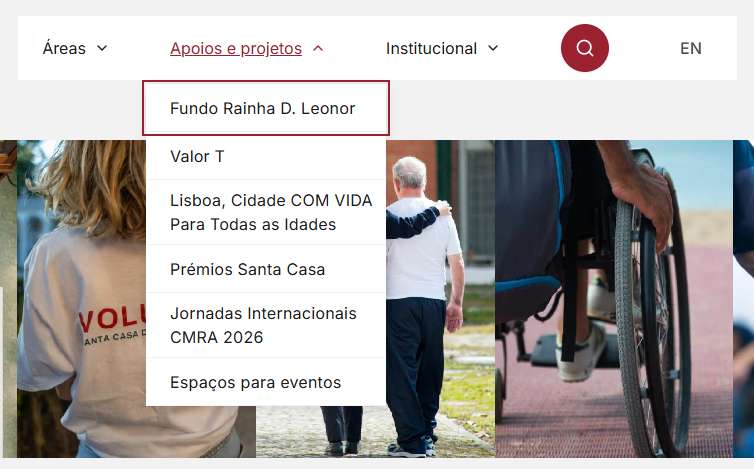 Áreas
Apoios e projetos
Institucional
EN
Fundo Rainha D. Leonor
Valor T
Lisboa, Cidade COM VIDA
Para Todas as Idades
Prémios Santa Casa
Jornadas Internacionais
CMRA 2026
Espaços para eventos
VOLU
ANTA CASA D